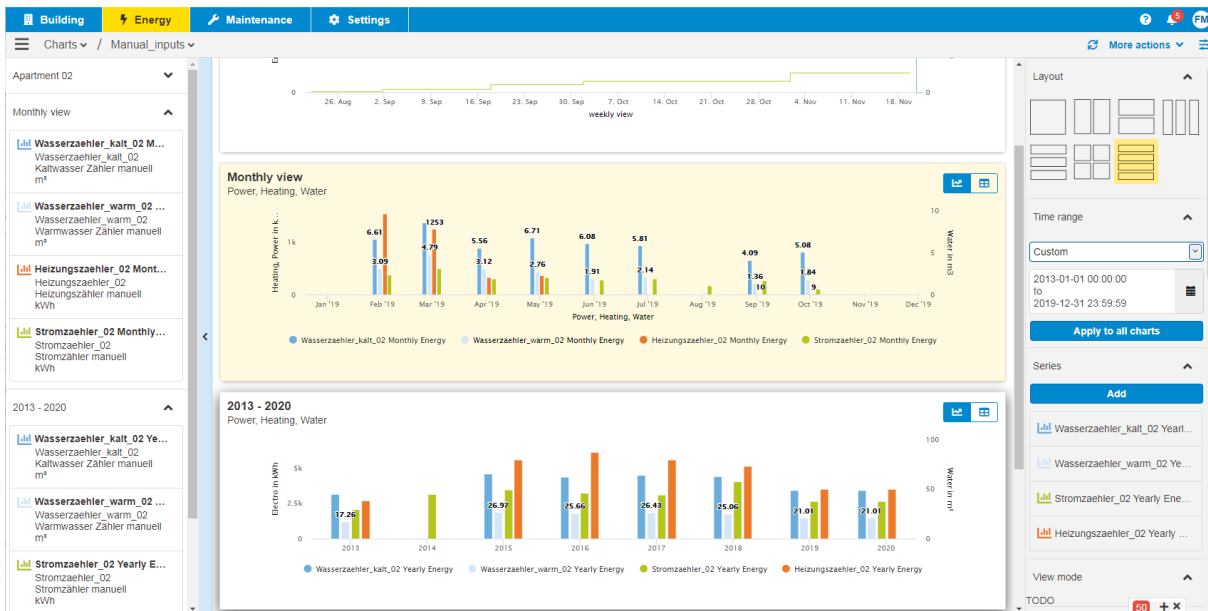 Building
Energy
Maintenance
Settings
5
FM
Charts / Manual_inputs
More actions
Apartment 02
Monthly view
Wasserzaehler_kalt_02 M...
Wasserzaehler_kalt_02
Kaltwasser Zähler manuell
m³
Wasserzaehler_warm_02 ...
Wasserzaehler_warm_02
Warmwasser Zähler manuell
m³
Heizungszaehler_02 Mont...
Heizungszaehler_02
Heizungszähler manuell
kWh
Stromzaehler_02 Monthly...
Stromzaehler_02
Stromzähler manuell
kWh
2013 - 2020
Wasserzaehler_kalt_02 Ye...
Wasserzaehler_kalt_02
Kaltwasser Zähler manuell
m³
Wasserzaehler_warm_02 ...
Wasserzaehler_warm_02
Warmwasser Zähler manuell
m³
Stromzaehler_02 Yearly E...
Stromzaehler_02
Stromzähler manuell
kWh
0 0
26. Aug 2. Sep 9. Sep 16. Sep 23. Sep 30. Sep 7. Oct 14. Oct 21. Oct 28. Oct 4. Nov 11. Nov 18. Nov
weekly view
Monthly view
Power, Heating, Water
Heating, Power in k...
1k
0
6.61 1253 5.56 6.71 6.08 5.81 4.09 5.08
3.09 4.79 3.12 2.76 1.91 2.14 1.36 1.84
10 9
10
5
0
Water in m3
Jan '19 Feb '19 Mar '19 Apr '19 May '19 Jun '19 Jul '19 Aug '19 Sep '19 Oct '19 Nov '19 Dec '19
Power, Heating, Water
Wasserzaehler_kalt_02 Monthly Energy Wasserzaehler_warm_02 Monthly Energy Heizungszaehler_02 Monthly Energy Stromzaehler_02 Monthly Energy
2013 - 2020
Power, Heating, Water
Electro in kWh
5k
2.5k
0
17.26 26.97 25.66 26.43 25.06 21.01 21.01
100
50
0
Water in m³
2013 2014 2015 2016 2017 2018 2019 2020
Wasserzaehler_kalt_02 Yearly Energy Wasserzaehler_warm_02 Yearly Energy Stromzaehler_02 Yearly Energy Heizungszaehler_02 Yearly Energy
Layout
Time range
Custom
2013-01-01 00:00:00
to
2019-12-31 23:59:59
Apply to all charts
Series
Add
Wasserzaehler_kalt_02 Yearl...
Wasserzaehler_warm_02 Ye...
Stromzaehler_02 Yearly Ene...
Heizungszaehler_02 Yearly ...
View mode
TODO
50